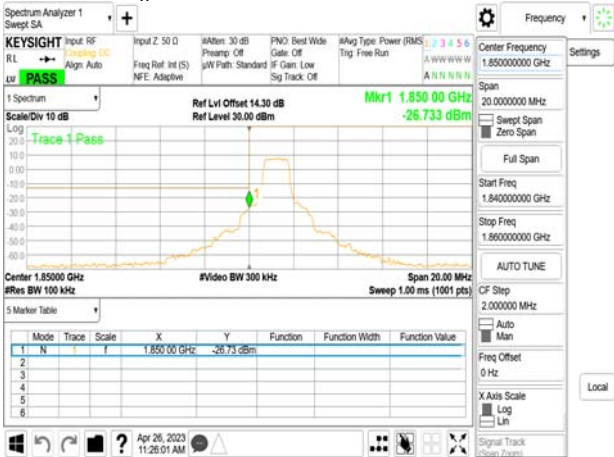 Spectrum Analyzer 1
Swept SA
Frequency
KEYSIGHT Input: RF
Coupling: DC
Align: Auto
RL
PASS
Input Z: 50 Ω
Freq Ref: Int (S)
NFE: Adaptive
#Atten: 30 dB
Preamp: Off
µW Path: Standard
PNO: Best Wide
Gate: Off
IF Gain: Low
Sig Track: Off
#Avg Type: Power (RMS
Trig: Free Run
1 2 3 4 5 6
A W W W W W
A N N N N N
1 Spectrum
Scale/Div 10 dB
Ref Lvl Offset 14.30 dB
Ref Level 30.00 dBm
Mkr1 1.850 00 GHz
-26.733 dBm
Log
Trace 1 Pass
20.0
10.0
0.00
-10.0
-20.0
-30.0
-40.0
-50.0
-60.0
1
Center 1.85000 GHz
#Res BW 100 kHz
#Video BW 300 kHz
Span 20.00 MHz
Sweep 1.00 ms (1001 pts)
5 Marker Table
Mode Trace Scale X Y Function Function Width Function Value
1 N 1 f 1.850 00 GHz -26.73 dBm
2
3
4
5
6
Apr 26, 2023
11:26:01 AM
Center Frequency
1.850000000 GHz
Settings
Span
20.0000000 MHz
Swept Span
Zero Span
Full Span
Start Freq
1.840000000 GHz
Stop Freq
1.860000000 GHz
AUTO TUNE
CF Step
2.000000 MHz
Auto
Man
Freq Offset
0 Hz
Local
X Axis Scale
Log
Lin
Signal Track
(Span Zoom)